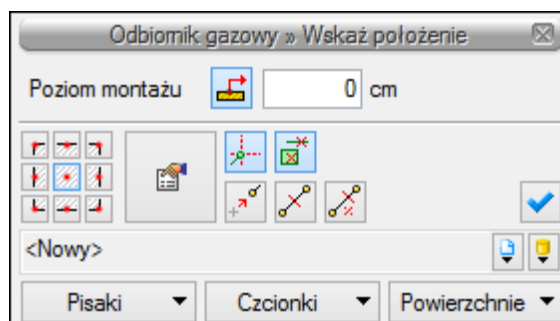 Odbiornik gazowy » Wskaż położenie
Poziom montażu 0 cm
<Nowy>
Pisaki Czcionki Powierzchnie